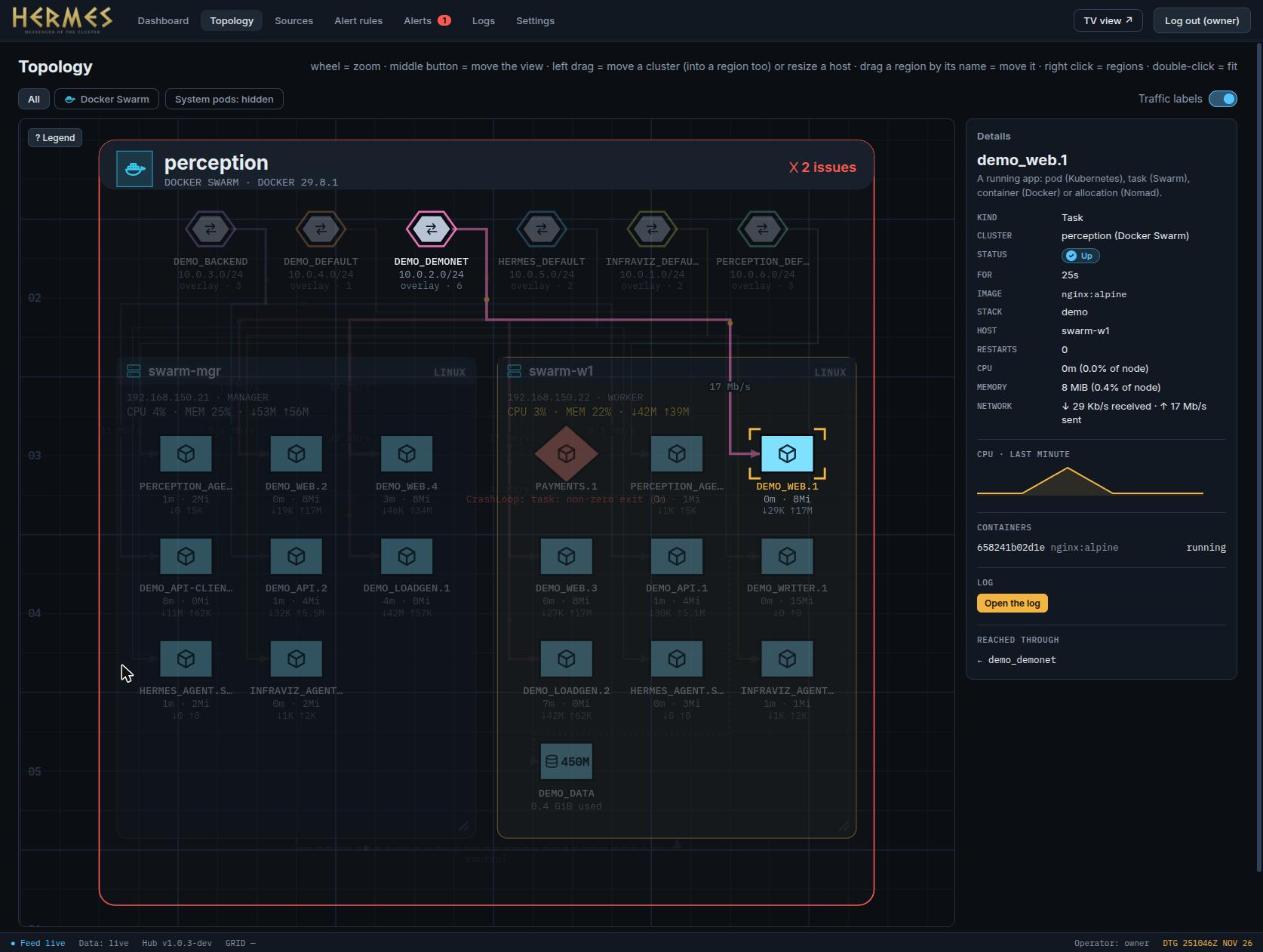 HERMES
MESSENGER OF THE CLUSTER
Dashboard
Topology
Sources
Alert rules
Alerts 1
Logs
Settings
TV view ↗
Log out (owner)
Topology
wheel = zoom · middle button = move the view · left drag = move a cluster (into a region too) or resize a host · drag a region by its name = move it · right click = regions · double-click = fit
All
Docker Swarm
System pods: hidden
Traffic labels
? Legend
perception
DOCKER SWARM · DOCKER 29.8.1
X 2 issues
DEMO_BACKEND
10.0.3.0/24
overlay · 3
DEMO_DEFAULT
10.0.4.0/24
overlay · 1
DEMO_DEMONET
10.0.2.0/24
overlay · 6
HERMES_DEFAULT
10.0.5.0/24
overlay · 2
INFRAVIZ_DEFAU…
10.0.1.0/24
overlay · 2
PERCEPTION_DEF…
10.0.6.0/24
overlay · 3
02
03
04
05
swarm-mgr
LINUX
192.168.150.21 · MANAGER
CPU 4% · MEM 25% · ↓53M ↑56M
PERCEPTION_AGE…
1m · 2Mi
↓0 ↑5K
DEMO_WEB.2
0m · 8Mi
↓19K ↑17M
DEMO_WEB.4
3m · 8Mi
↓46K ↑34M
DEMO_API-CLIEN…
8m · 0Mi
↓11M ↑62K
DEMO_API.2
1m · 4Mi
↓32K ↑5.5M
DEMO_LOADGEN.1
4m · 0Mi
↓42M ↑57K
HERMES_AGENT.S…
1m · 2Mi
↓0 ↑0
INFRAVIZ_AGENT…
0m · 2Mi
↓1K ↑2K
swarm-w1
LINUX
192.168.150.22 · WORKER
CPU 3% · MEM 22% · ↓42M ↑39M
17 Mb/s
PAYMENTS.1
CrashLoop: task: non-zero exit
PERCEPTION_AGE…
0m · 1Mi
↓1K ↑5K
DEMO_WEB.1
0m · 8Mi
↓29K ↑17M
DEMO_WEB.3
0m · 8Mi
↓27K ↑17M
DEMO_API.1
1m · 4Mi
↓30K ↑5.1M
DEMO_WRITER.1
0m · 15Mi
↓0 ↑0
DEMO_LOADGEN.2
7m · 0Mi
↓42M ↑62K
HERMES_AGENT.S…
0m · 3Mi
↓0 ↑0
INFRAVIZ_AGENT…
1m · 1Mi
↓1K ↑2K
450M
DEMO_DATA
0.4 GiB used
Details
demo_web.1
A running app: pod (Kubernetes), task (Swarm),
container (Docker) or allocation (Nomad).
KIND Task
CLUSTER perception (Docker Swarm)
STATUS Up
FOR 25s
IMAGE nginx:alpine
STACK demo
HOST swarm-w1
RESTARTS 0
CPU 0m (0.0% of node)
MEMORY 8 MiB (0.4% of node)
NETWORK ↓ 29 Kb/s received · ↑ 17 Mb/s
sent
CPU · LAST MINUTE
CONTAINERS
658241b02d1e nginx:alpine running
LOG
Open the log
REACHED THROUGH
← demo_demonet
Feed live
Data: live
Hub v1.0.3-dev
GRID —
Operator: owner
DTG 251046Z NOV 26